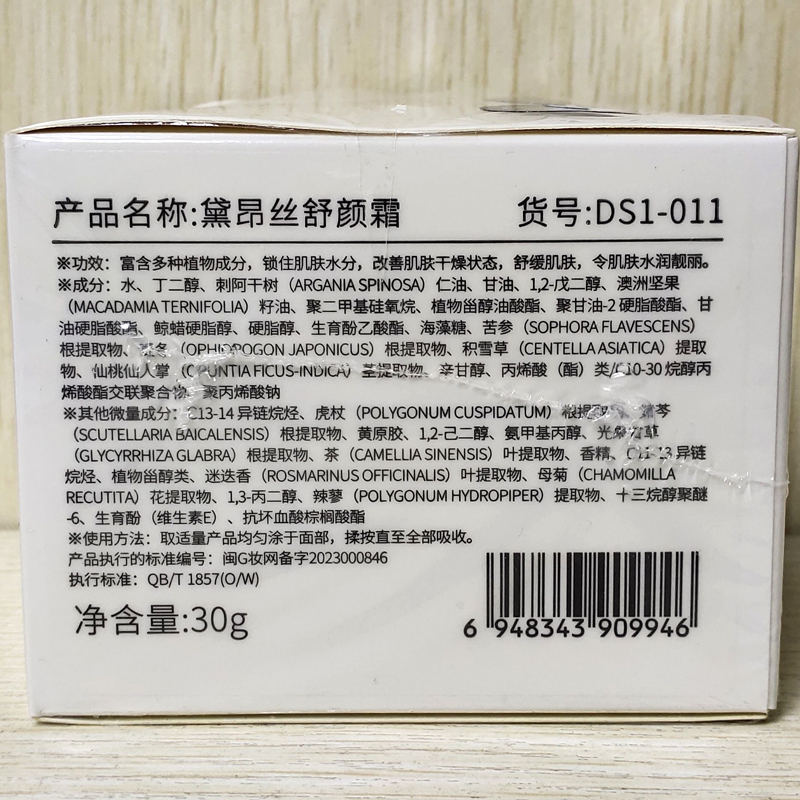 产品名称:黛昂丝舒颜霜
货号:DS1-011
※功效：富含多种植物成分，锁住肌肤水分，改善肌肤干燥状态，舒缓肌肤，令肌肤水润靓丽。
※成分：水、丁二醇、刺阿干树（ARGANIA SPINOSA）仁油、甘油、1,2-戊二醇、澳洲坚果
（MACADAMIA TERNIFOLIA）籽油、聚二甲基硅氧烷、植物甾醇油酸酯、聚甘油-2 硬脂酸酯、甘
油硬脂酸酯、鲸蜡硬脂醇、硬脂醇、生育酚乙酸酯、海藻糖、苦参（SOPHORA FLAVESCENS）
根提取物、麦冬（OPHIOPOGON JAPONICUS）根提取物、积雪草（CENTELLA ASIATICA）提取
物、仙桃仙人掌（OPUNTIA FICUS-INDICA）茎提取物、辛甘醇、丙烯酸（酯）类/C10-30 烷醇丙
烯酸酯交联聚合物、聚丙烯酸钠
※其他微量成分：C13-14 异链烷烃、虎杖（POLYGONUM CUSPIDATUM）根提取物、黄芩
（SCUTELLARIA BAICALENSIS）根提取物、黄原胶、1,2-己二醇、氨甲基丙醇、光果甘草
（GLYCYRRHIZA GLABRA）根提取物、茶（CAMELLIA SINENSIS）叶提取物、香精、C11-13 异链
烷烃、植物甾醇类、迷迭香（ROSMARINUS OFFICINALIS）叶提取物、母菊（CHAMOMILLA
RECUTITA）花提取物、1,3-丙二醇、辣蓼（POLYGONUM HYDROPIPER）提取物、十三烷醇聚醚
-6、生育酚（维生素E）、抗坏血酸棕榈酸酯
※使用方法：取适量产品均匀涂于面部，揉按直至全部吸收。
产品执行的标准编号：闽G妆网备字2023000846
执行标准：QB/T 1857(O/W)
净含量:30g
6 948343 909946